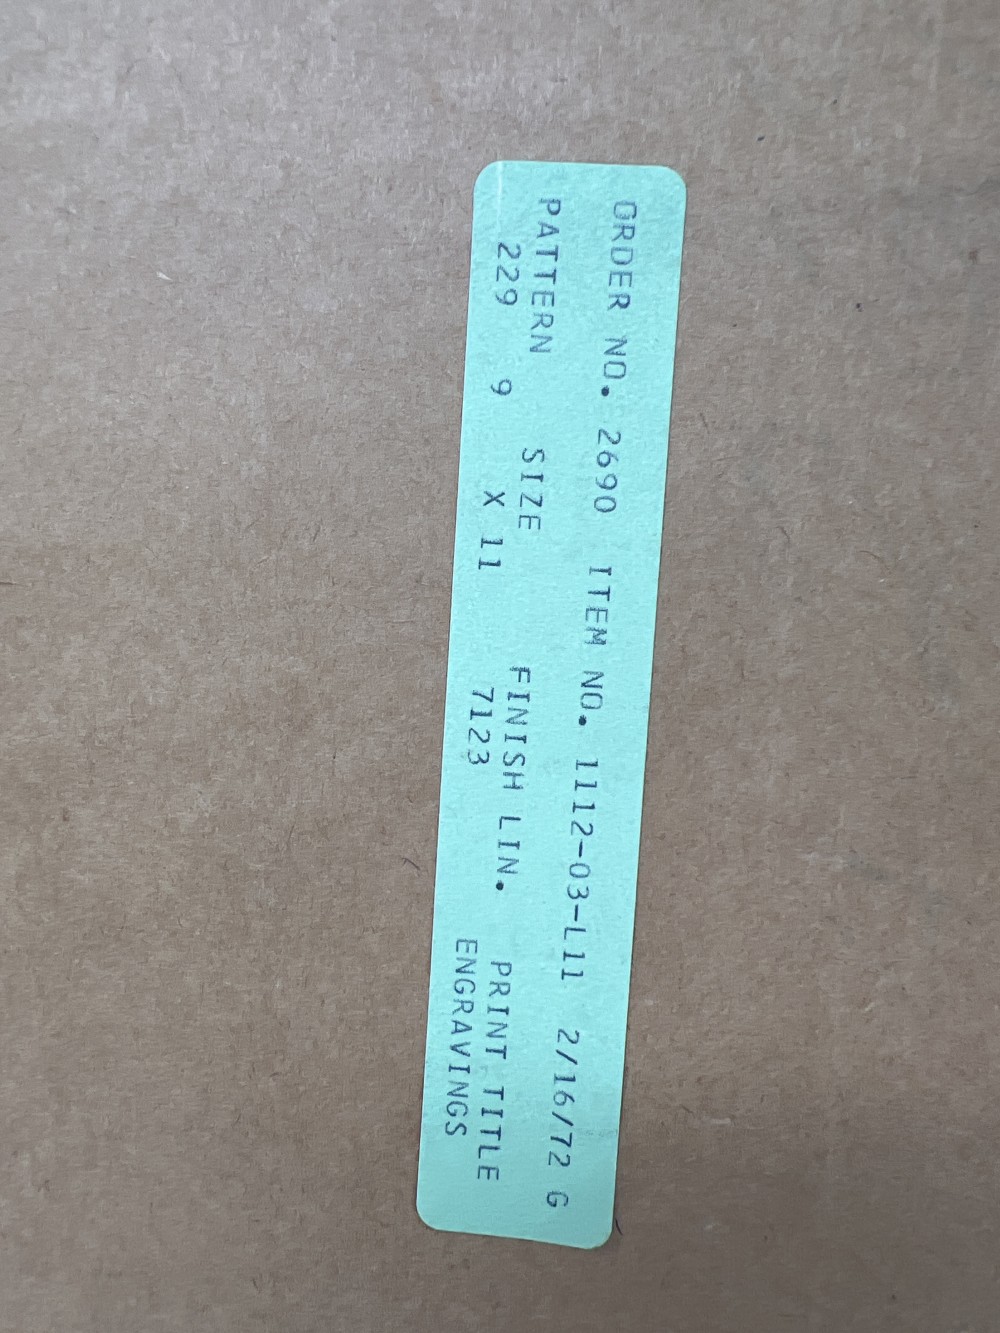 ORDER NO. 2690 ITEM NO. 1112-03-L11 2/16/72 G
PATTERN SIZE FINISH LIN. PRINT TITLE
229 9 X 11 7123 ENGRAVINGS